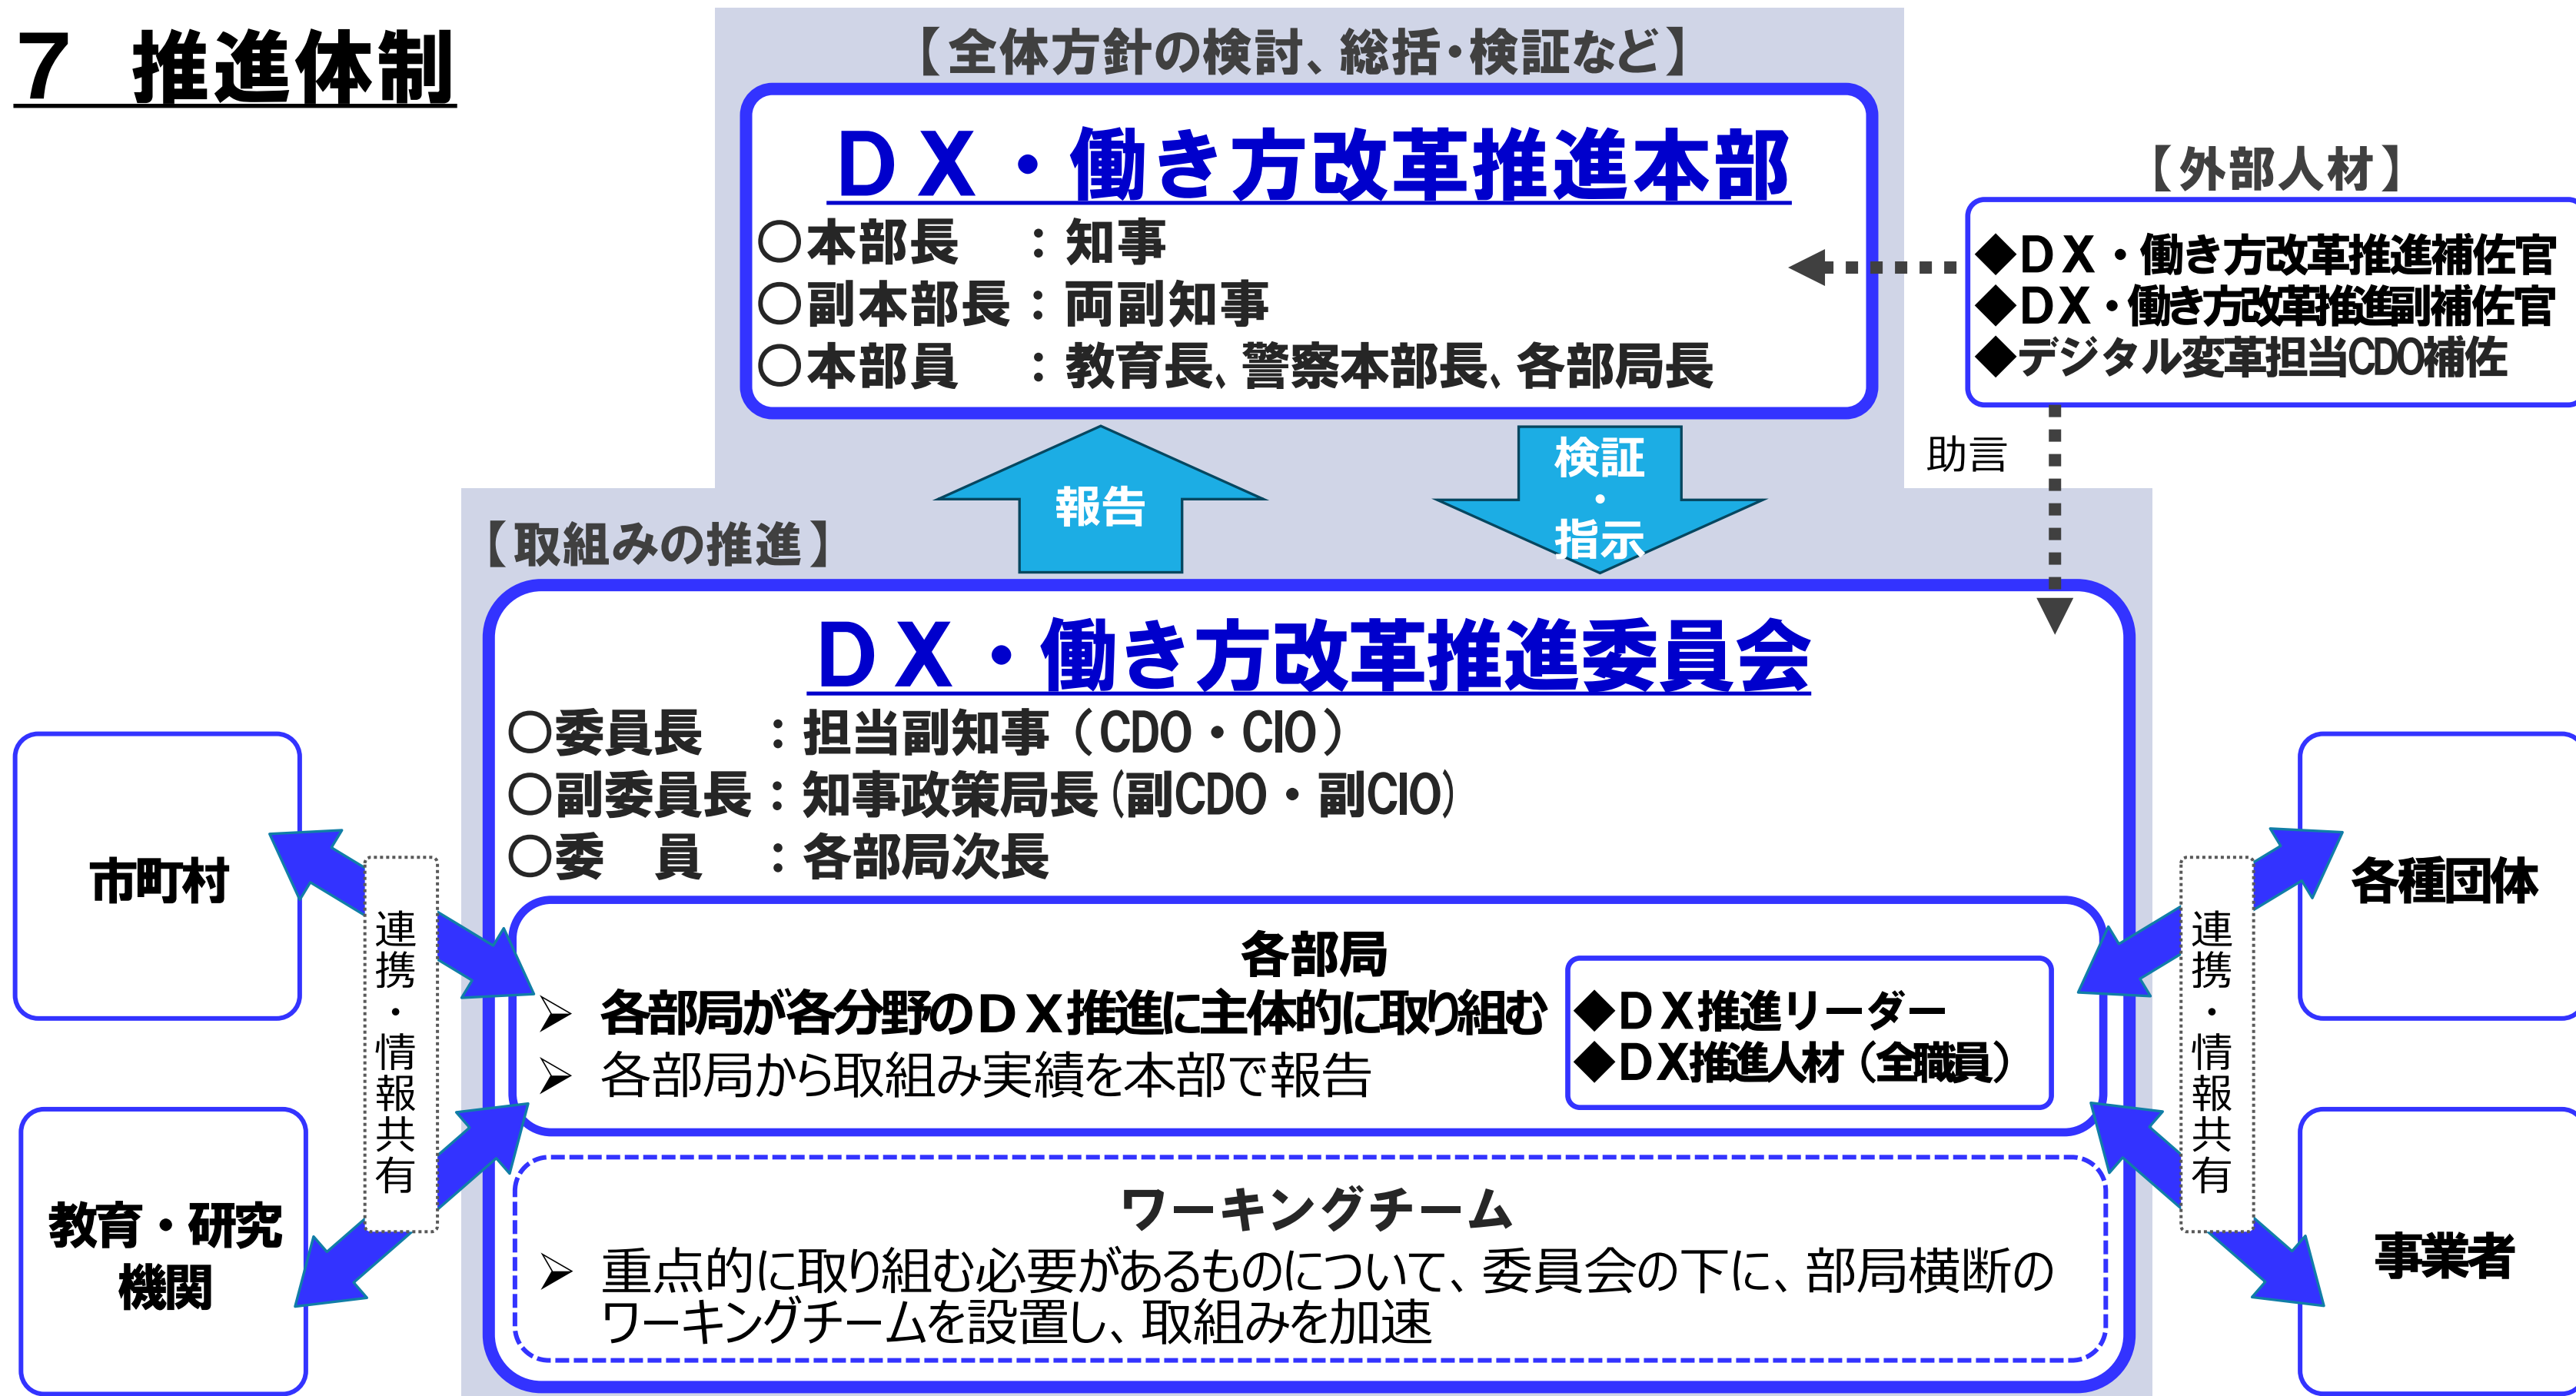 ７　推進体制
【全体方針の検討、総括・検証など】
ＤＸ・働き方改革推進本部
○本部長　：知事
○副本部長：両副知事
○本部員　：教育長、警察本部長、各部局長
【外部人材】
◆ＤＸ・働き方改革推進補佐官
◆ＤＸ・働き方改革推進副補佐官
◆デジタル変革担当CDO補佐
助言
報告
検証
・
指示
【取組みの推進】
ＤＸ・働き方改革推進委員会
○委員長　：担当副知事（CDO・CIO）
○副委員長：知事政策局長(副CDO・副CIO)
○委　員　：各部局次長
市町村
連携・情報共有
教育・研究
機関
各部局
➢ 各部局が各分野のＤＸ推進に主体的に取り組む
➢ 各部局から取組み実績を本部で報告
◆ＤＸ推進リーダー
◆ＤＸ推進人材（全職員）
ワーキングチーム
➢ 重点的に取り組む必要があるものについて、委員会の下に、部局横断の
ワーキングチームを設置し、取組みを加速
各種団体
連携・情報共有
事業者